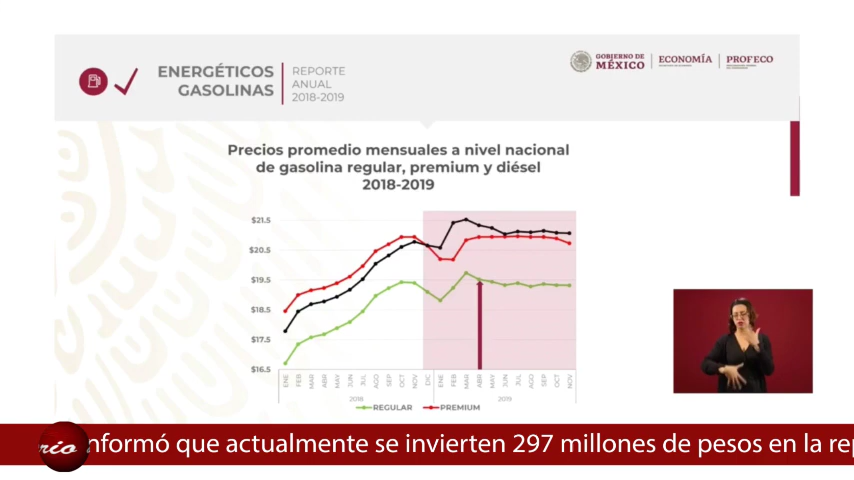 ENERGÉTICOS
GASOLINAS
REPORTE
ANUAL
2018-2019
GOBIERNO DE
MÉXICO
ECONOMÍA
PROFECO
Precios promedio mensuales a nivel nacional
de gasolina regular, premium y diésel
2018-2019
$21.5
$20.5
$19.5
$18.5
$17.5
$16.5
ENE FEB MAR ABR MAY JUN JUL AGO SEP OCT NOV DIC ENE FEB MAR ABR MAY JUN JUL AGO SEP OCT NOV
2018 2019
REGULAR PREMIUM
rio nformó que actualmente se invierten 297 millones de pesos en la rep